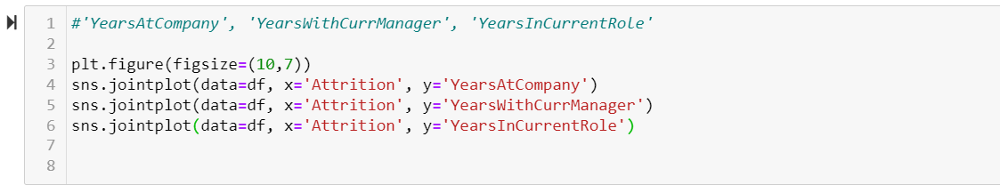 1 #'YearsAtCompany', 'YearsWithCurrManager', 'YearsInCurrentRole'
2
3 plt.figure(figsize=(10,7))
4 sns.jointplot(data=df, x='Attrition', y='YearsAtCompany')
5 sns.jointplot(data=df, x='Attrition', y='YearsWithCurrManager')
6 sns.jointplot(data=df, x='Attrition', y='YearsInCurrentRole')
7
8